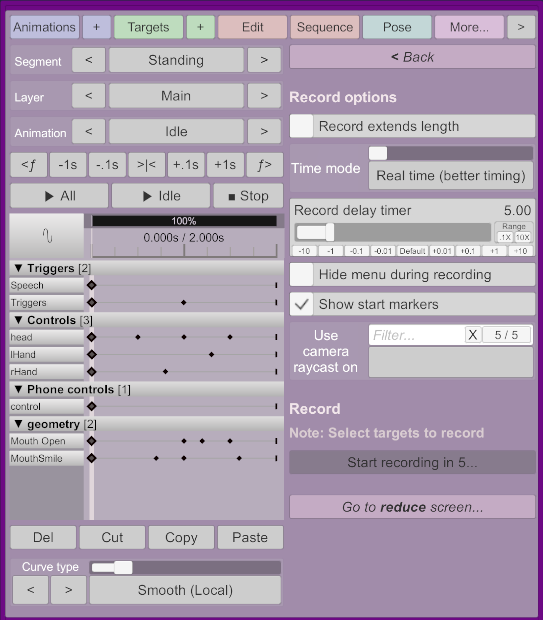 Animations + Targets + Edit Sequence Pose More... >
Segment < Standing >
Layer < Main >
Animation < Idle >
<f -1s -.1s >|< +.1s +1s f>
▶ All ▶ Idle ■ Stop
100%
0.000s / 2.000s
▼ Triggers [2]
Speech
Triggers
▼ Controls [3]
head
lHand
rHand
▼ Phone controls [1]
control
▼ geometry [2]
Mouth Open
MouthSmile
Del Cut Copy Paste
Curve type
< > Smooth (Local)
< Back
Record options
Record extends length
Time mode
Real time (better timing)
Record delay timer 5.00
Range
.1X 10X
-10 -1 -0.1 -0.01 Default +0.01 +0.1 +1 +10
Hide menu during recording
Show start markers
Use
camera
raycast on
Filter... X 5 / 5
Record
Note: Select targets to record
Start recording in 5...
Go to reduce screen...